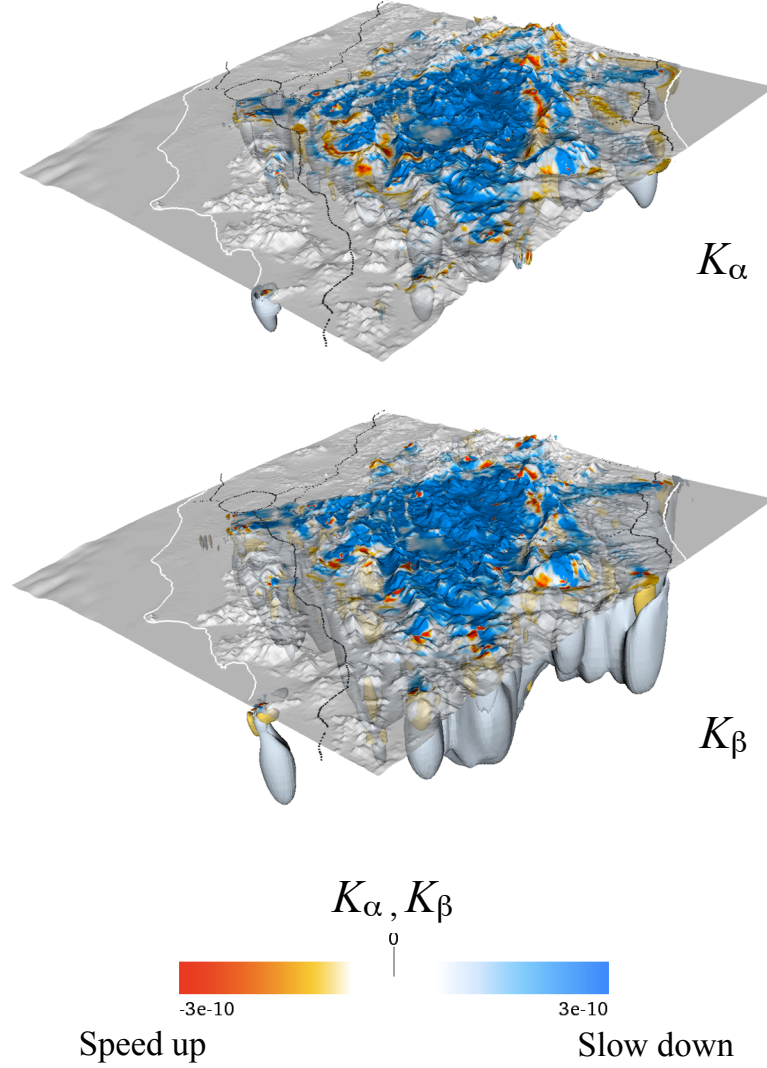 Kα
Kβ
Kα , Kβ
0
-3e-10 3e-10
Speed up Slow down